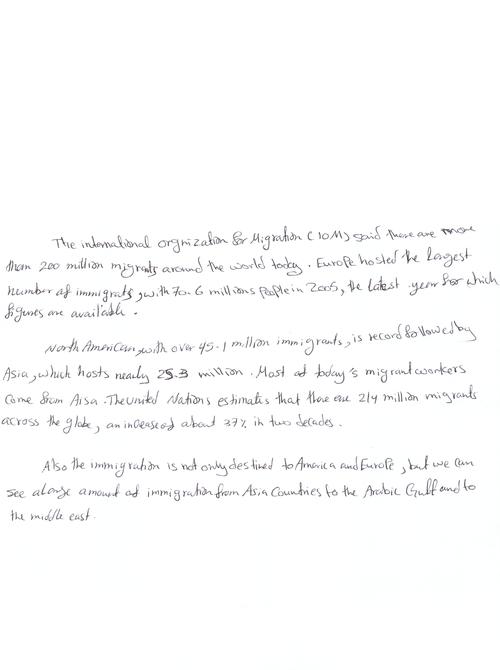 The international orgnization for Migration (IOM) said there are more
than 200 million migrants around the world today. Europe hosted the largest
number of immigrats, with 70.6 millions people in 2005, the latest year for which
figures are available.
North American, with over 45.1 million immigrants, is record followed by
Asia, which hosts nearly 25.3 million. Most of today's migrant workers
Come from Aisa. The united Nations estimates that there are 214 million migrants
across the globe, an increase of about 37% in two decades.
Also the immigration is not only destined to America and Europe, but we can
see a large amount of immigration from Asia Countries to the Arabic Gulf and to
the middle east.